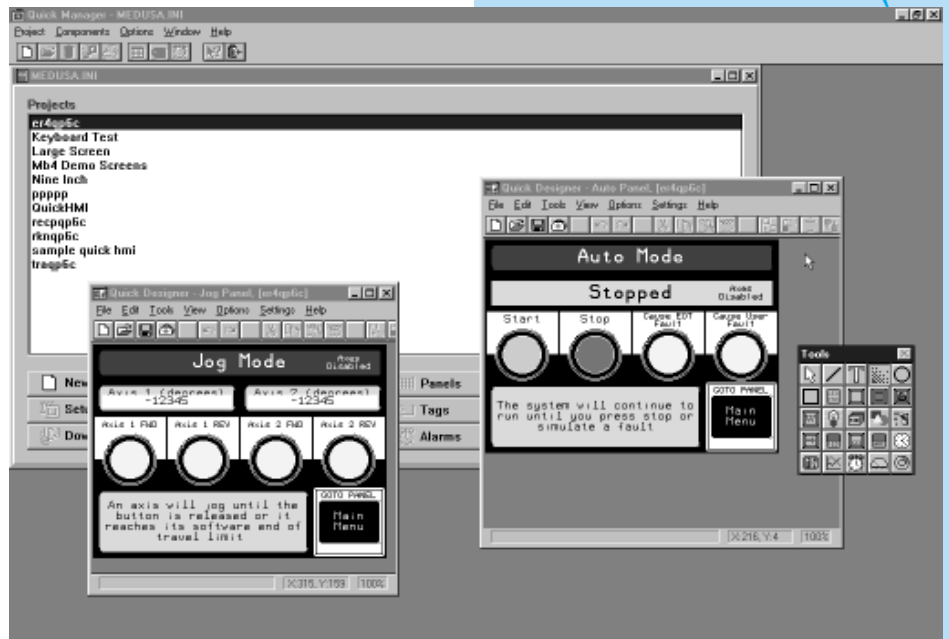 Quick Manager - MEDUSA.INI
Project Components Options Window Help
MEDUSA.INI
Projects
er4qp6c
Keyboard Test
Large Screen
Mb4 Demo Screens
Nine Inch
ppppp
QuickHMI
recpqp6c
rknqp6c
sample quick hmi
traqp6c
New
Panels
Tags
Alarms
Quick Designer - Jog Panel, [er4qp6c]
File Edit Tools View Options Settings Help
Jog Mode
Axes
Disabled
Axis 1 (degrees)
-12345
Axis 2 (degrees)
-12345
Axis 1 FWD
Axis 1 REV
Axis 2 FWD
Axis 2 REV
An axis will jog until the
button is released or it
reaches its software end of
travel limit
GOTO PANEL
Main
Menu
X:315, Y:159
100%
Quick Designer - Auto Panel, [er4qp6c]
File Edit Tools View Options Settings Help
Auto Mode
Stopped
Axes
Disabled
Start
Stop
Cause EOT
Fault
Cause User
Fault
The system will continue to
run until you press stop or
simulate a fault
GOTO PANEL
Main
Menu
X:216, Y:4
100%
Tools